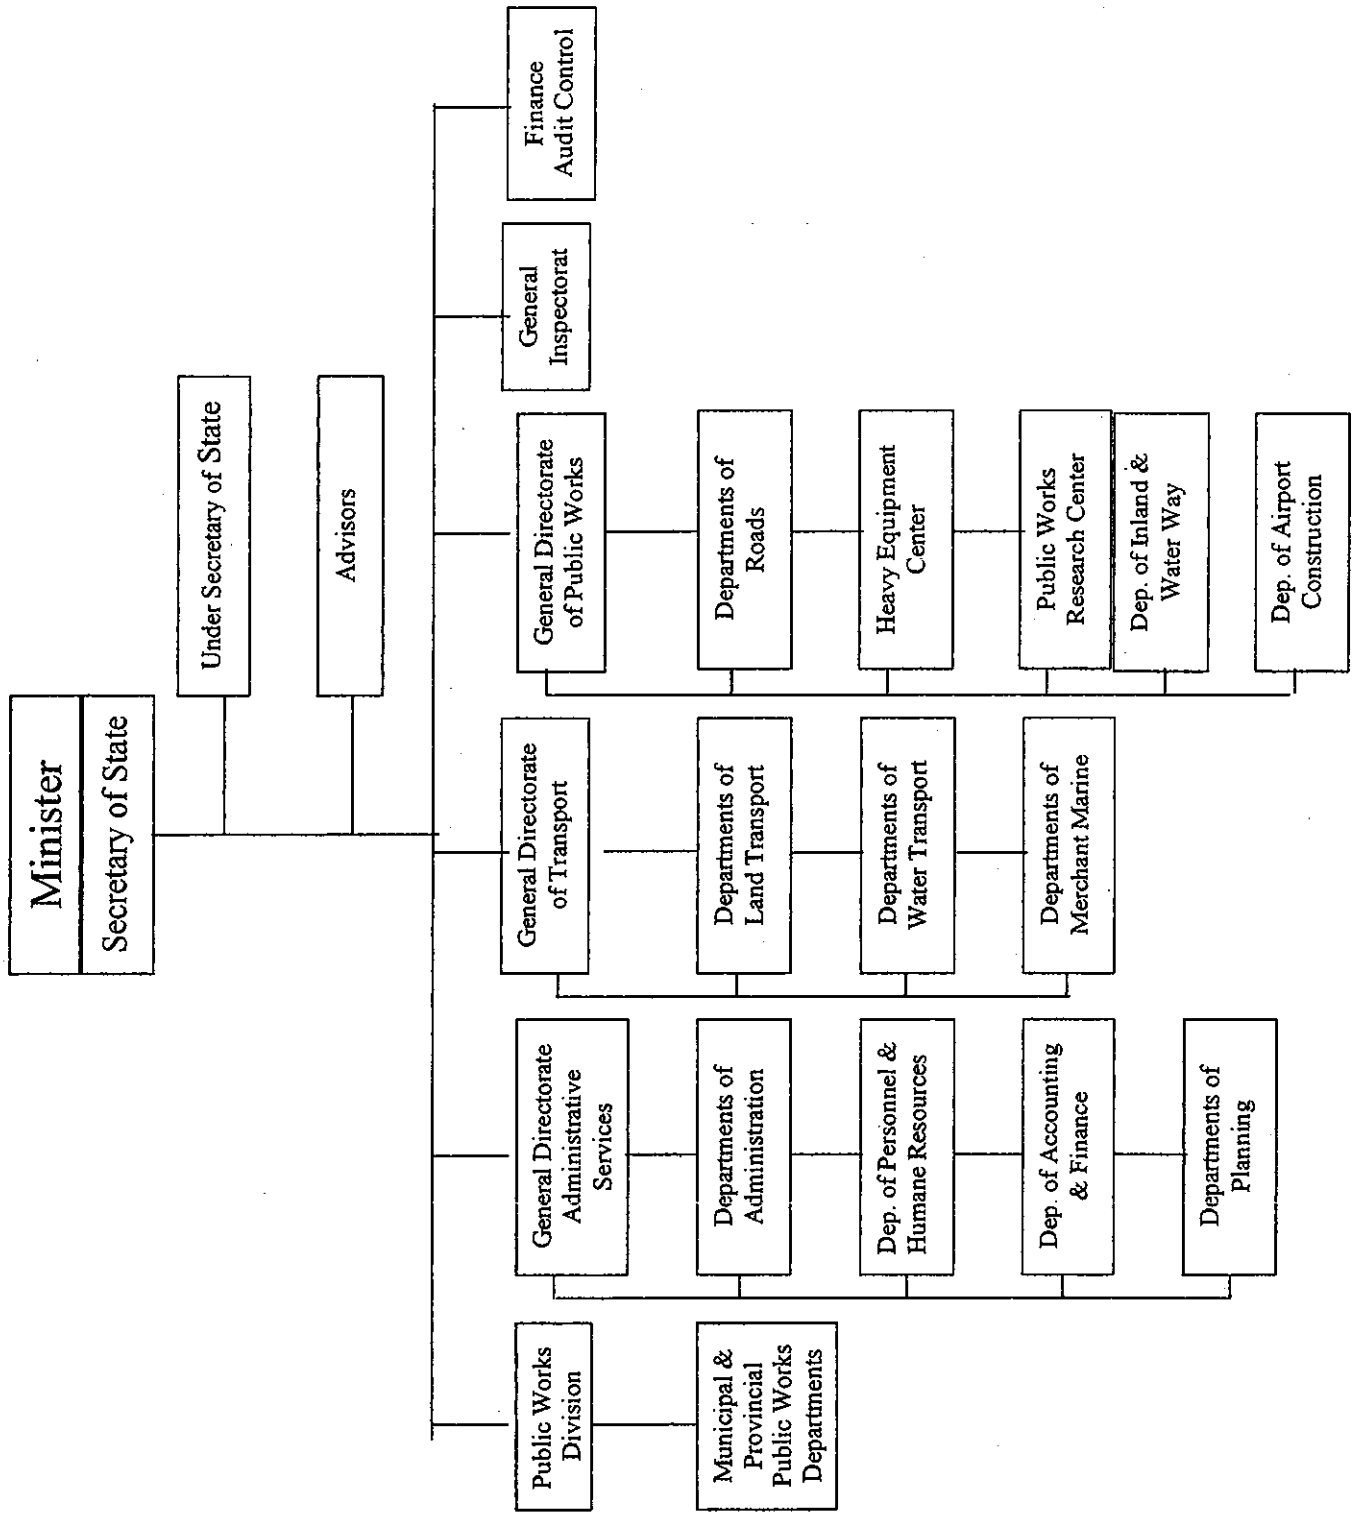 Minister
Secretary of State
Under Secretary of State
Advisors
Public Works
Division
Municipal &
Provincial
Public Works
Departments
General Directorate
Administrative
Services
Departments of
Administration
Dep. of Personnel &
Humane Resources
Dep. of Accounting
& Finance
Departments of
Planning
General Directorate
of Transport
Departments of
Land Transport
Departments of
Water Transport
Departments of
Merchant Marine
General Directorate
of Public Works
Departments of
Roads
Heavy Equipment
Center
Public Works
Research Center
Dep. of Inland &
Water Way
Dep. of Airport
Construction
General
Inspectorat
Finance
Audit Control